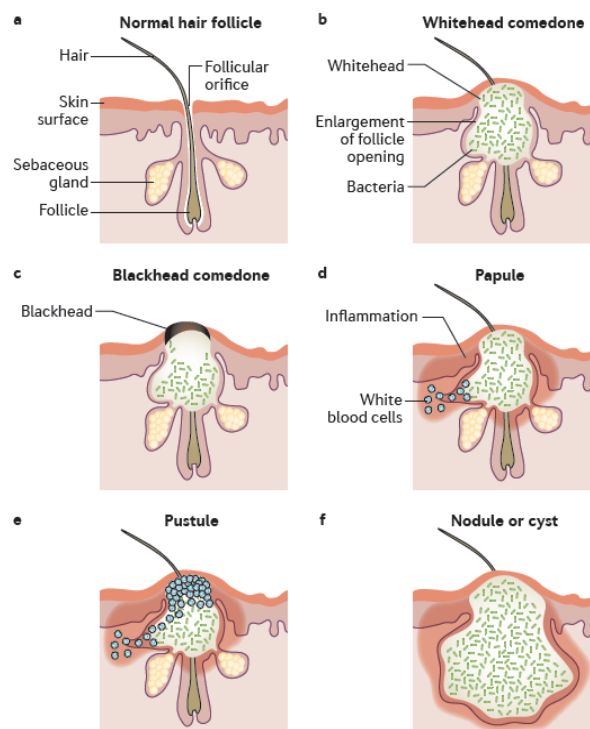 a
Normal hair follicle
Hair
Follicular
orifice
Skin
surface
Sebaceous
gland
Follicle
b
Whitehead comedone
Whitehead
Enlargement
of follicle
opening
Bacteria
c
Blackhead comedone
Blackhead
d
Papule
Inflammation
White
blood cells
e
Pustule
f
Nodule or cyst